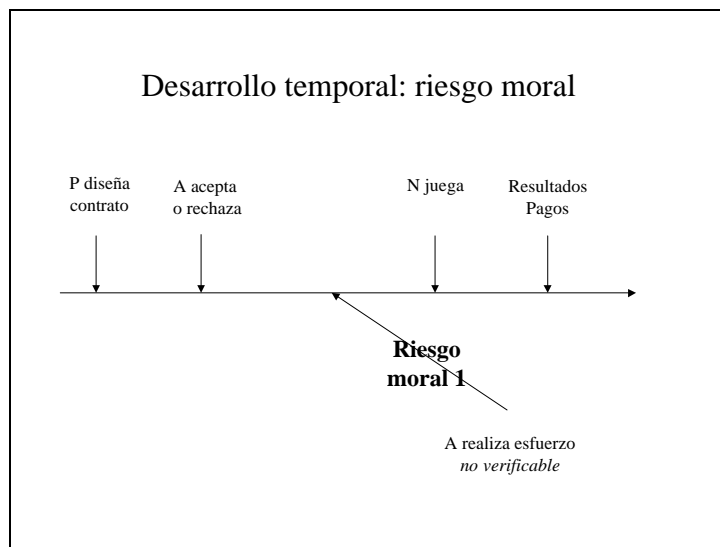 Desarrollo temporal: riesgo moral
P diseña
contrato
A acepta
o rechaza
N juega
Resultados
Pagos
Riesgo
moral 1
A realiza esfuerzo
no verificable